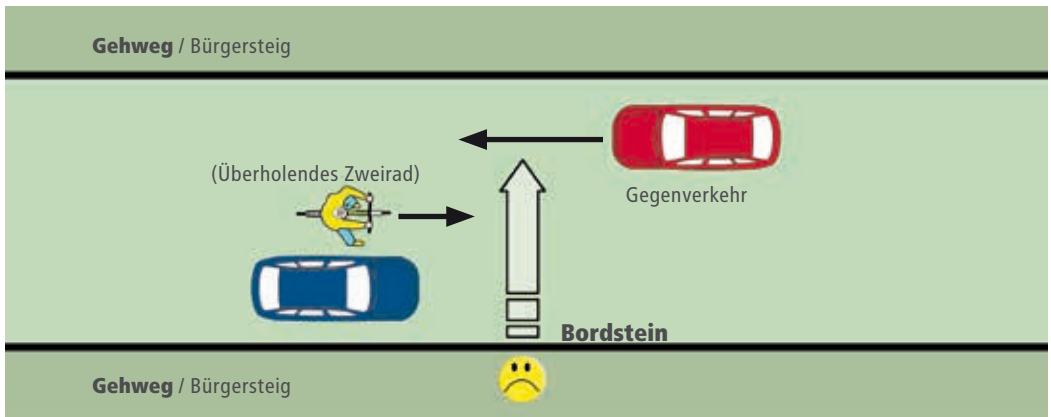 Gehweg / Bürgersteig
(Überholendes Zweirad)
Gegenverkehr
Bordstein
Gehweg / Bürgersteig